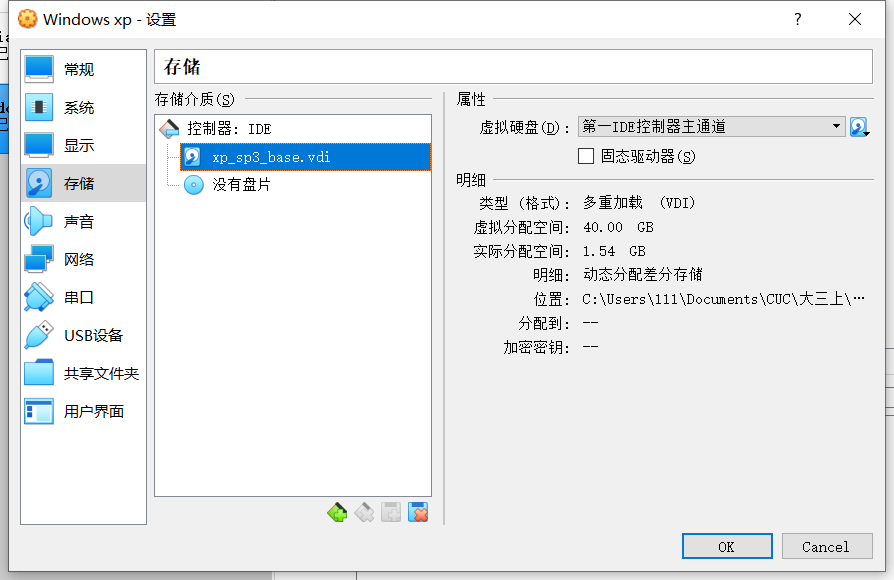 Windows xp - 设置
?
常规
系统
显示
存储
声音
网络
串口
USB设备
共享文件夹
用户界面
存储
存储介质(S)
控制器: IDE
xp_sp3_base.vdi
没有盘片
属性
虚拟硬盘(D): 第一IDE控制器主通道
固态驱动器(S)
明细
类型 (格式): 多重加载 (VDI)
虚拟分配空间: 40.00 GB
实际分配空间: 1.54 GB
明细: 动态分配差分存储
位置: C:\Users\111\Documents\CUC\大三上\…
分配到: --
加密密钥: --
OK
Cancel